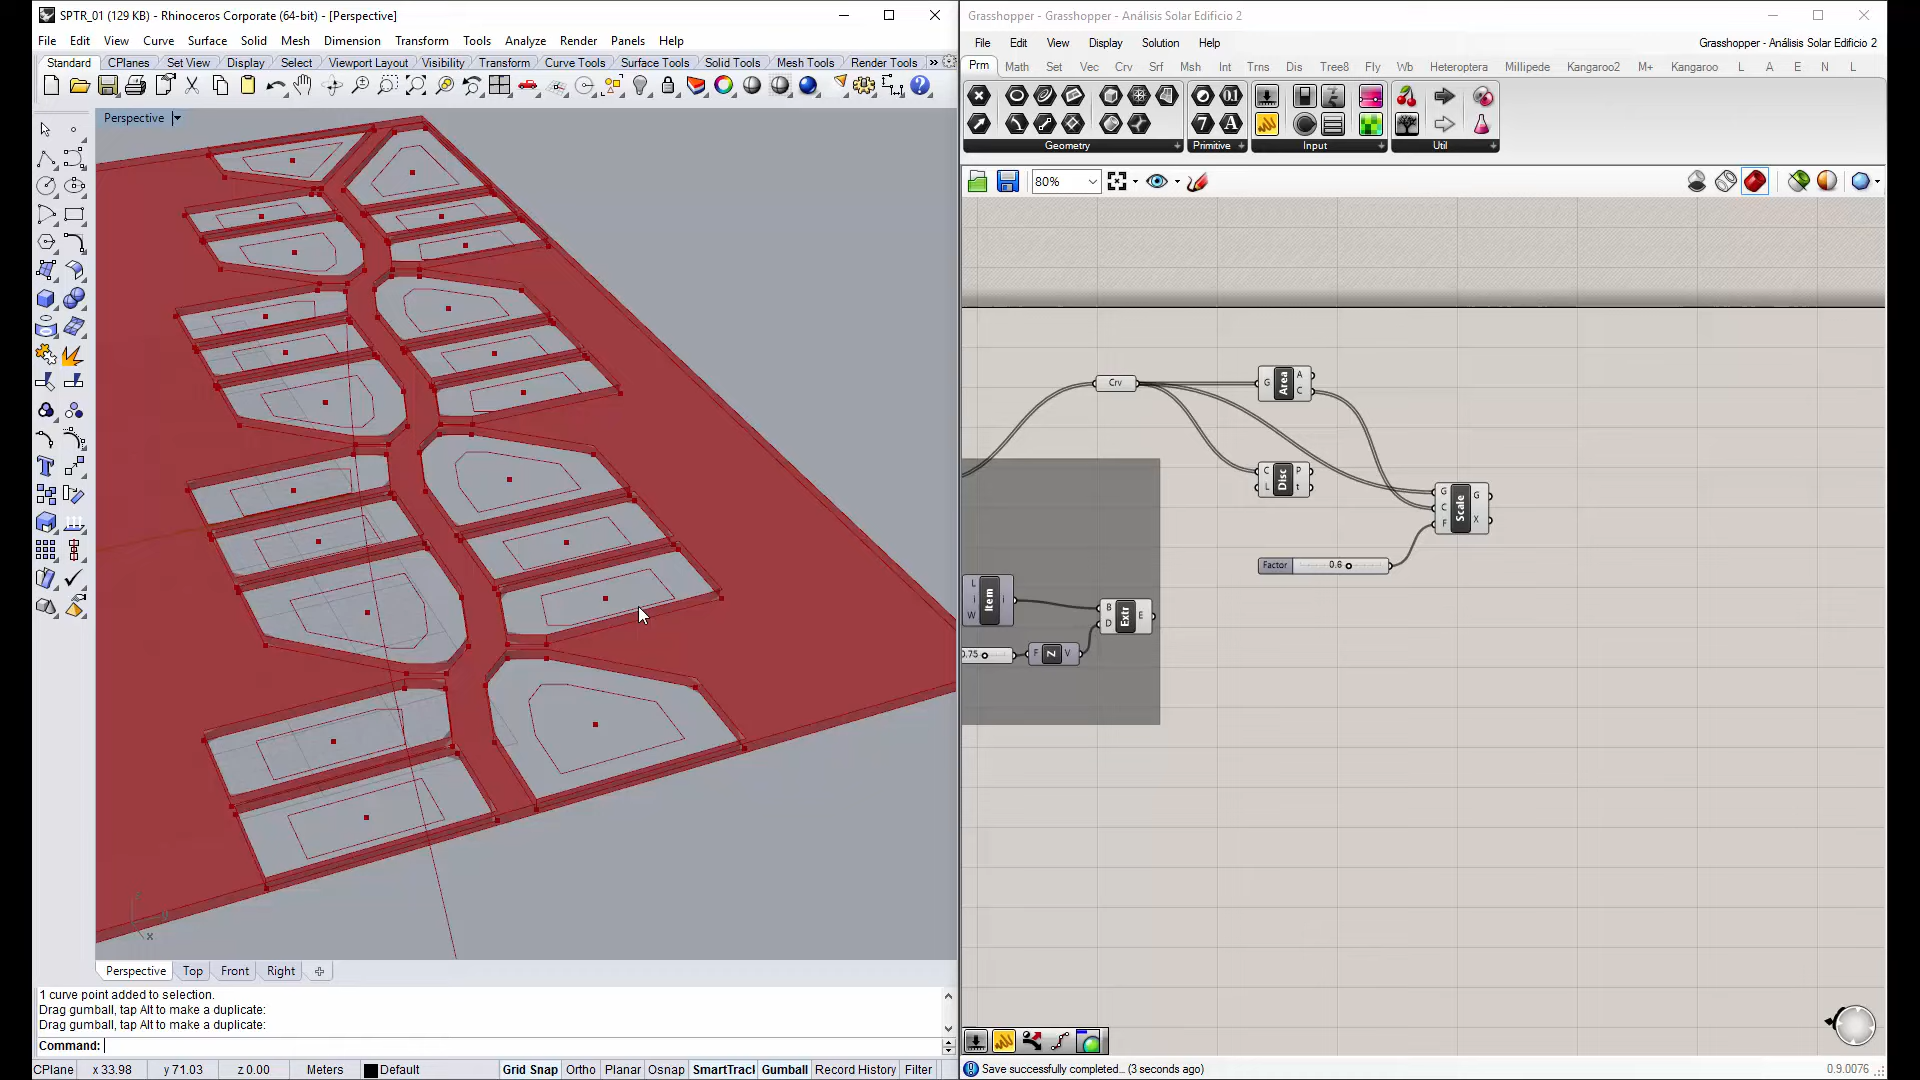 SPTR_01 (129 KB) - Rhinoceros Corporate (64-bit) - [Perspective]
File Edit View Curve Surface Solid Mesh Dimension Transform Tools Analyze Render Panels Help
Standard CPlanes Set View Display Select Viewport Layout Visibility Transform Curve Tools Surface Tools Solid Tools Mesh Tools Render Tools »
Perspective
x
Perspective Top Front Right
1 curve point added to selection.
Drag gumball, tap Alt to make a duplicate:
Drag gumball, tap Alt to make a duplicate:
Command:
CPlane x 33.98 y 71.03 z 0.00 Meters Default Grid Snap Ortho Planar Osnap SmartTracl Gumball Record History Filter
Grasshopper - Grasshopper - Análisis Solar Edificio 2
File Edit View Display Solution Help
Grasshopper - Análisis Solar Edificio 2
Prm Math Set Vec Crv Srf Msh Int Trns Dis Tree8 Fly Wb Heteroptera Millipede Kangaroo2 M+ Kangaroo L A E N L
Geometry Primitive Input Util
80%
Crv
G Area A C
C L Disc P t
G C F Scale G X
Factor 0.6
L i W Item i
B D Extr E
0.75
F Z V
Save successfully completed... (3 seconds ago)
0.9.0076